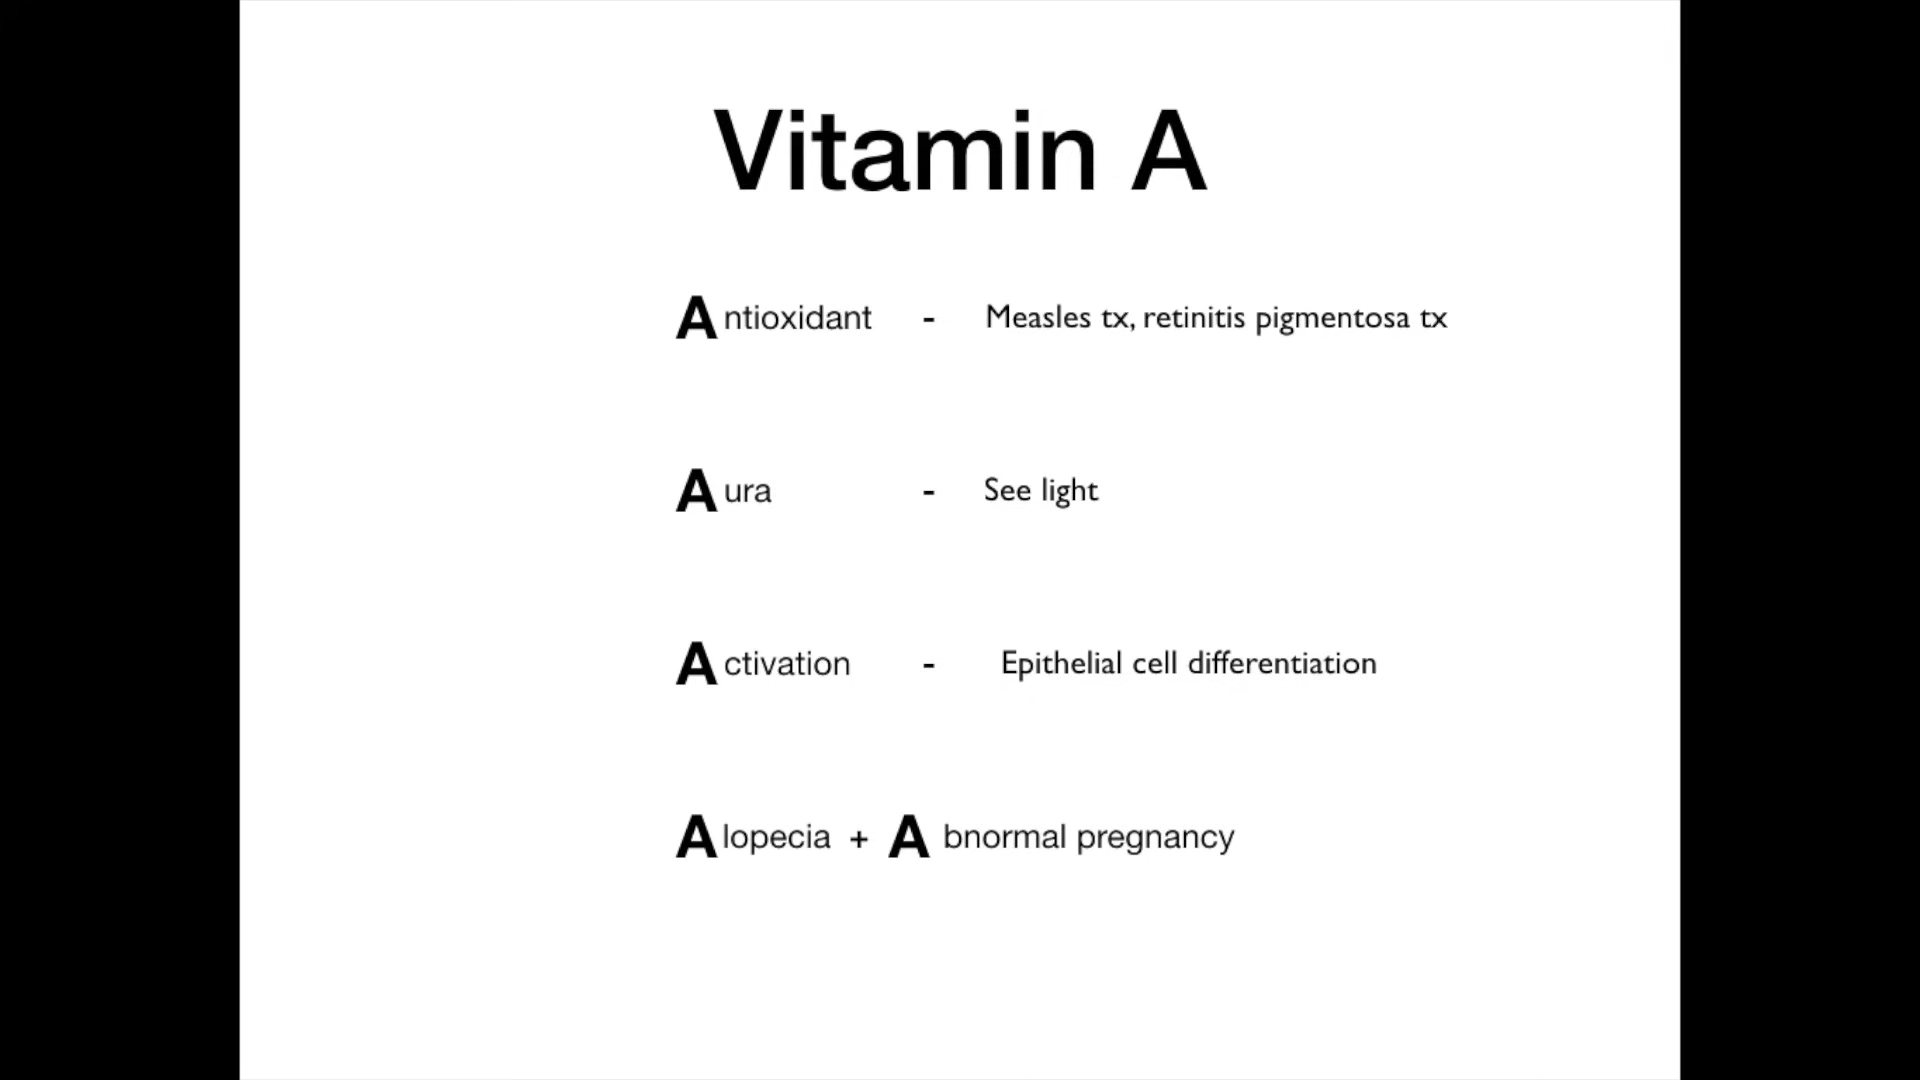 Vitamin A
Antioxidant - Measles tx, retinitis pigmentosa tx
Aura - See light
Activation - Epithelial cell differentiation
Alopecia + Abnormal pregnancy